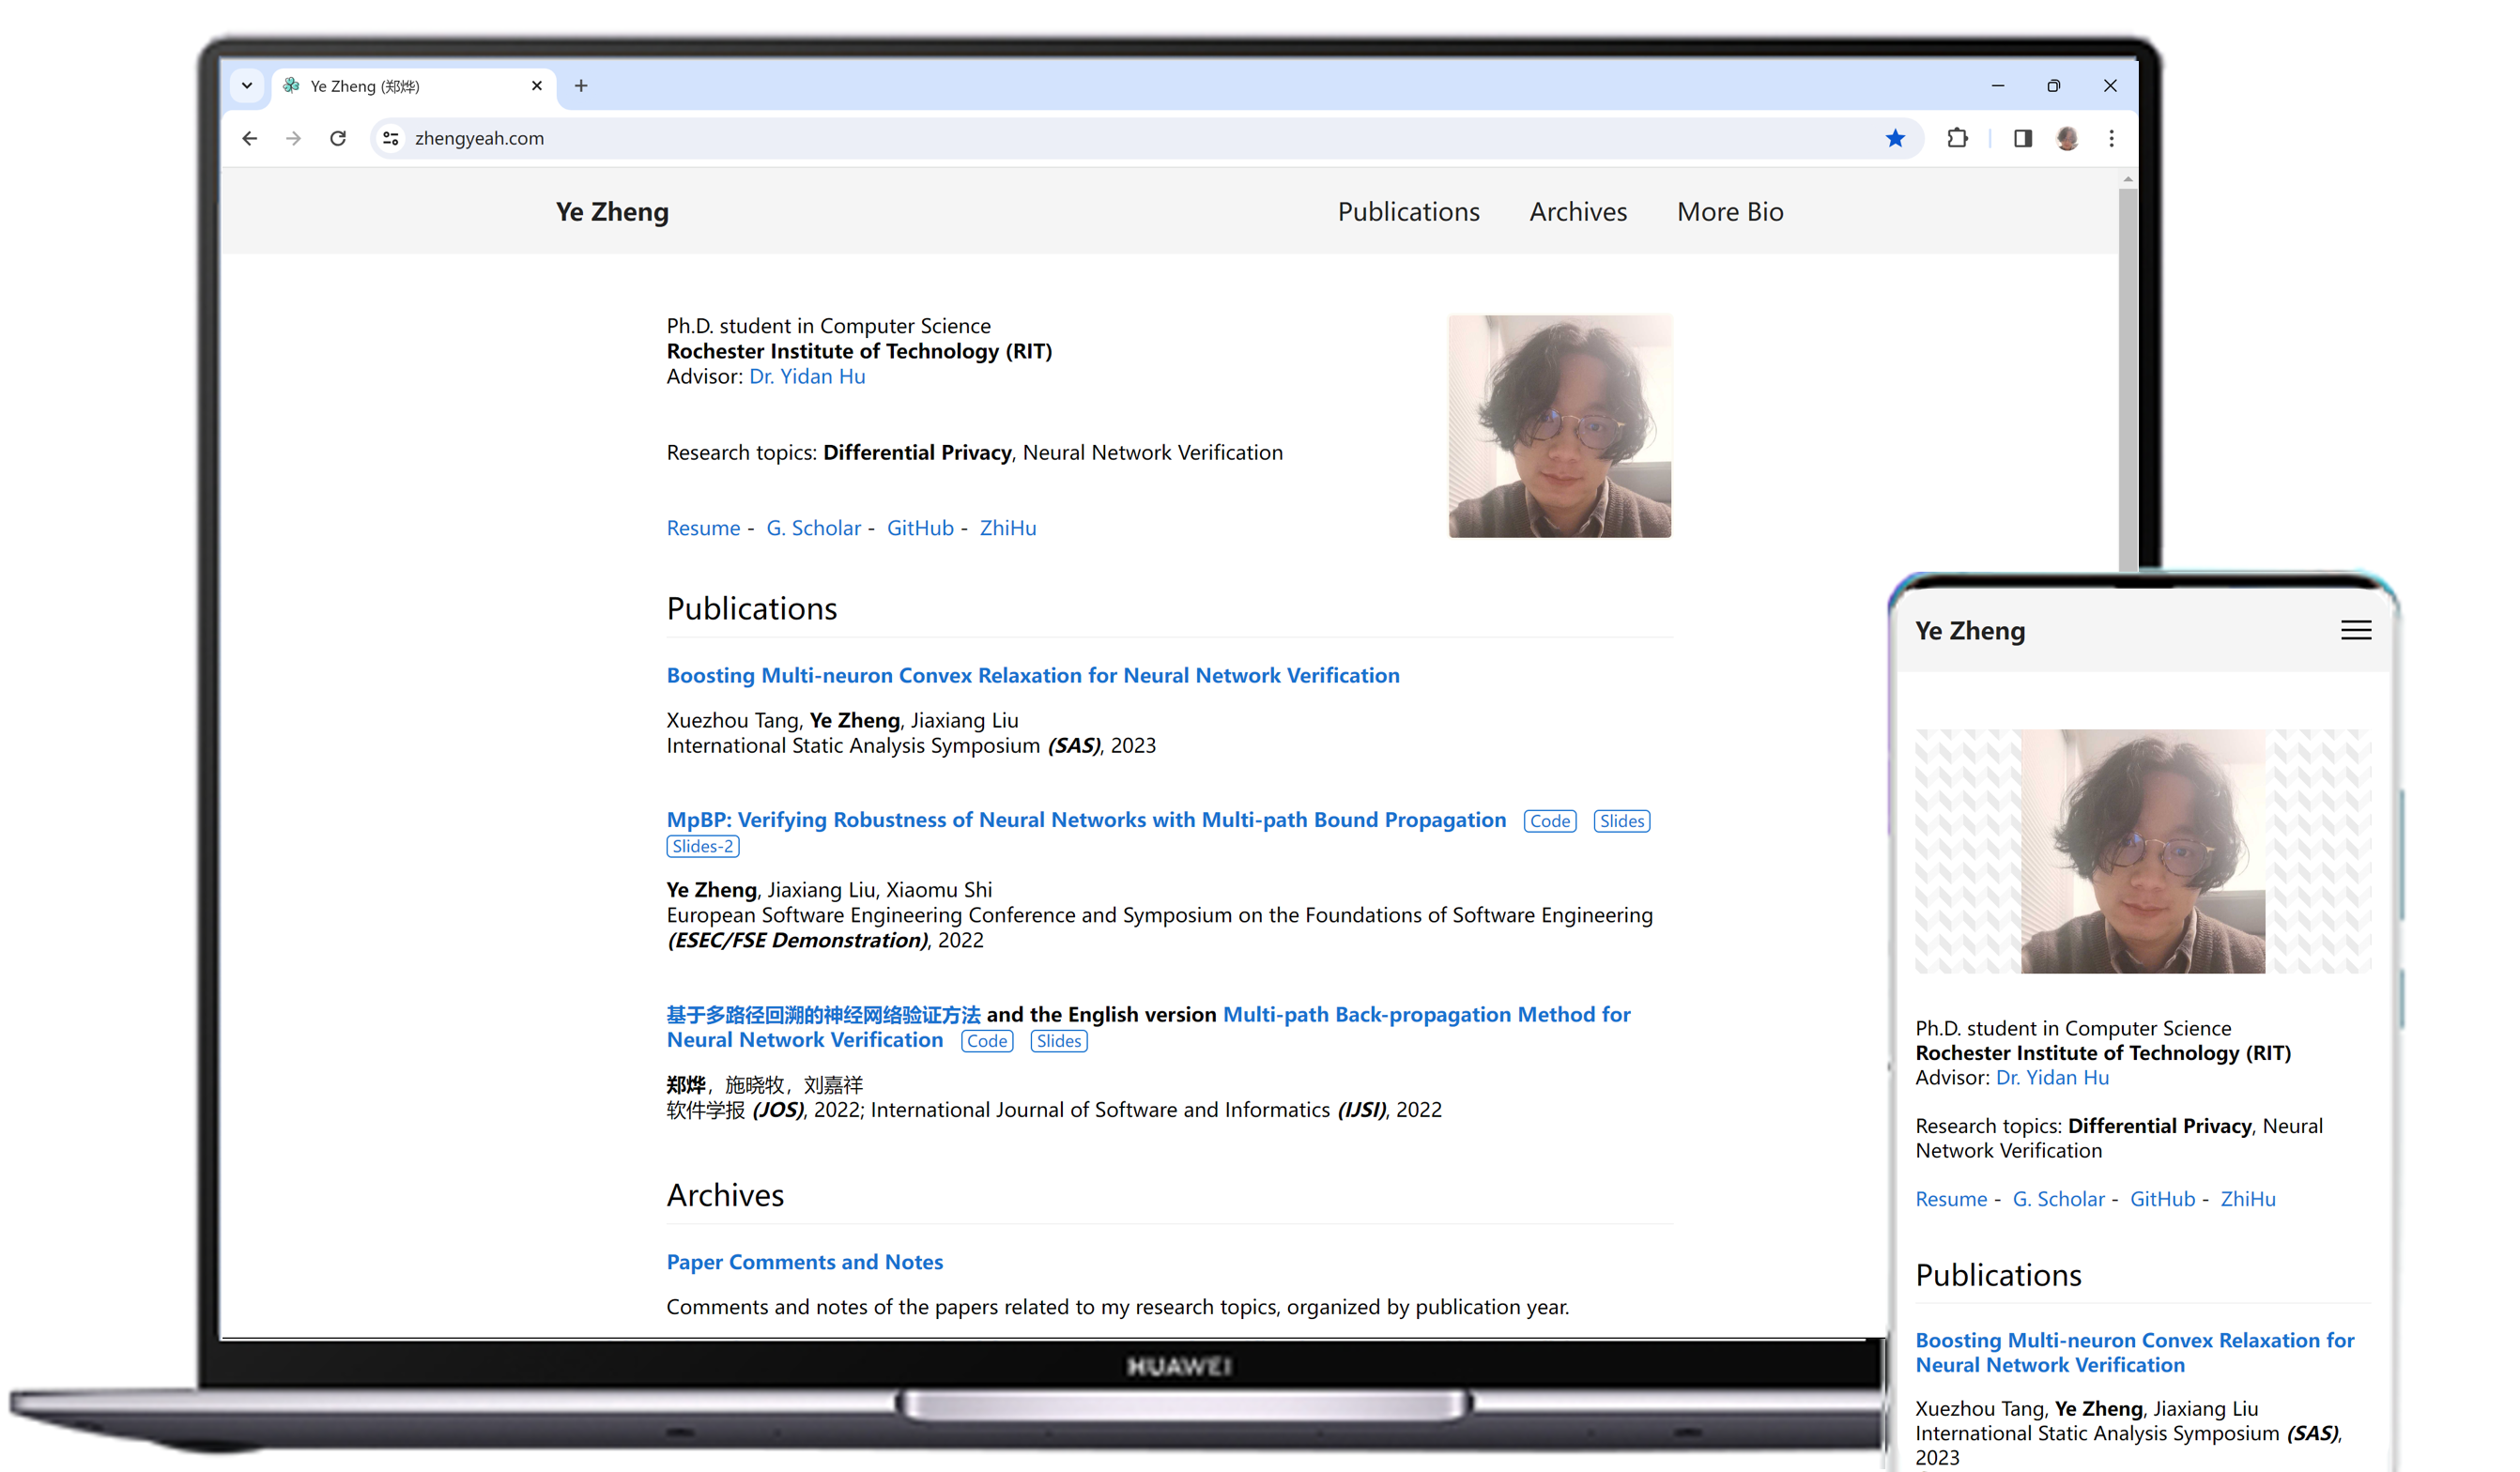 Ye Zheng (郑烨)
zhengyeah.com
Ye Zheng
Publications Archives More Bio
Ph.D. student in Computer Science
Rochester Institute of Technology (RIT)
Advisor: Dr. Yidan Hu
Research topics: Differential Privacy, Neural Network Verification
Resume - G. Scholar - GitHub - ZhiHu
Publications
Boosting Multi-neuron Convex Relaxation for Neural Network Verification
Xuezhou Tang, Ye Zheng, Jiaxiang Liu
International Static Analysis Symposium (SAS), 2023
MpBP: Verifying Robustness of Neural Networks with Multi-path Bound Propagation Code Slides
Slides-2
Ye Zheng, Jiaxiang Liu, Xiaomu Shi
European Software Engineering Conference and Symposium on the Foundations of Software Engineering
(ESEC/FSE Demonstration), 2022
基于多路径回溯的神经网络验证方法 and the English version Multi-path Back-propagation Method for
Neural Network Verification Code Slides
郑烨，施晓牧，刘嘉祥
软件学报 (JOS), 2022; International Journal of Software and Informatics (IJSI), 2022
Archives
Paper Comments and Notes
Comments and notes of the papers related to my research topics, organized by publication year.
HUAWEI
Ye Zheng
Ph.D. student in Computer Science
Rochester Institute of Technology (RIT)
Advisor: Dr. Yidan Hu
Research topics: Differential Privacy, Neural
Network Verification
Resume - G. Scholar - GitHub - ZhiHu
Publications
Boosting Multi-neuron Convex Relaxation for
Neural Network Verification
Xuezhou Tang, Ye Zheng, Jiaxiang Liu
International Static Analysis Symposium (SAS),
2023